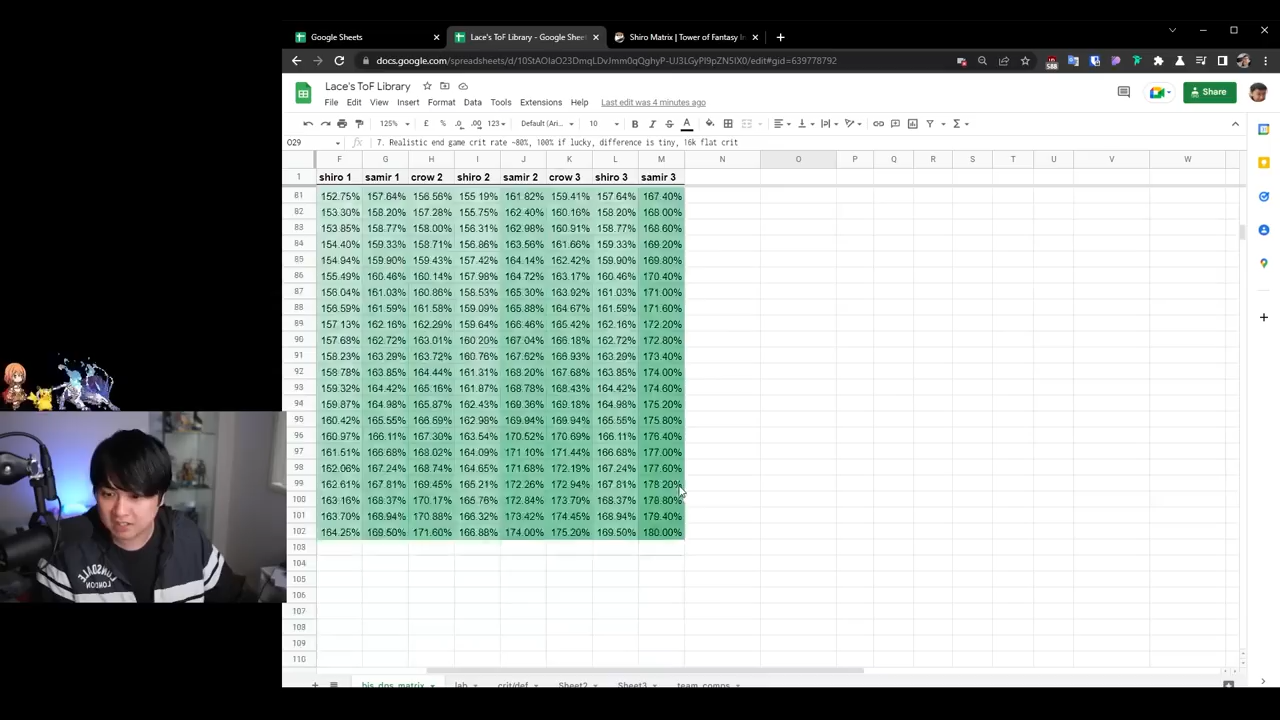 Google Sheets
Lace's ToF Library - Google Shee
Shiro Matrix | Tower of Fantasy
docs.google.com/spreadsheets/d/10StAOIaO23DmqLDvJmm0qQghyP-UJ3LGyPI9pZN5IX0/edit#gid=639778792
588
Lace's ToF Library
File Edit View Insert Format Data Tools Extensions Help Last edit was 4 minutes ago
Share
125% £ % .0 .00 123 Default (Ari... 10 B I S A
O29 fx 7. Realistic end game crit rate ~80%, 100% if lucky, difference is tiny, 16k flat crit
F G H I J K L M N O P Q R S T U V W
1 shiro 1 samir 1 crow 2 shiro 2 samir 2 crow 3 shiro 3 samir 3
81 152.75% 157.64% 156.56% 155.19% 161.82% 159.41% 157.64% 167.40%
82 153.30% 158.20% 157.28% 155.75% 162.40% 160.16% 158.20% 168.00%
83 153.85% 158.77% 158.00% 156.31% 162.98% 160.91% 158.77% 168.60%
84 154.40% 159.33% 158.71% 156.86% 163.56% 161.66% 159.33% 169.20%
85 154.94% 159.90% 159.43% 157.42% 164.14% 162.42% 159.90% 169.80%
86 155.49% 160.46% 160.14% 157.98% 164.72% 163.17% 160.46% 170.40%
87 156.04% 161.03% 160.86% 158.53% 165.30% 163.92% 161.03% 171.00%
88 156.59% 161.59% 161.58% 159.09% 165.88% 164.67% 161.59% 171.60%
89 157.13% 162.16% 162.29% 159.64% 166.46% 165.42% 162.16% 172.20%
90 157.68% 162.72% 163.01% 160.20% 167.04% 166.18% 162.72% 172.80%
91 158.23% 163.29% 163.72% 160.76% 167.62% 166.93% 163.29% 173.40%
92 158.78% 163.85% 164.44% 161.31% 168.20% 167.68% 163.85% 174.00%
93 159.32% 164.42% 165.16% 161.87% 168.78% 168.43% 164.42% 174.60%
94 159.87% 164.98% 165.87% 162.43% 169.36% 169.18% 164.98% 175.20%
95 160.42% 165.55% 166.59% 162.98% 169.94% 169.94% 165.55% 175.80%
96 160.97% 166.11% 167.30% 163.54% 170.52% 170.69% 166.11% 176.40%
97 161.51% 166.68% 168.02% 164.09% 171.10% 171.44% 166.68% 177.00%
98 162.06% 167.24% 168.74% 164.65% 171.68% 172.19% 167.24% 177.60%
99 162.61% 167.81% 169.45% 165.21% 172.26% 172.94% 167.81% 178.20%
100 163.16% 168.37% 170.17% 165.76% 172.84% 173.70% 168.37% 178.80%
101 163.70% 168.94% 170.88% 166.32% 173.42% 174.45% 168.94% 179.40%
102 164.25% 169.50% 171.60% 166.88% 174.00% 175.20% 169.50% 180.00%
103
104
105
106
107
108
109
110
LONSDALE
LONDON
bis_dps_matrix lab crit/def Sheet2 Sheet3 team_comps